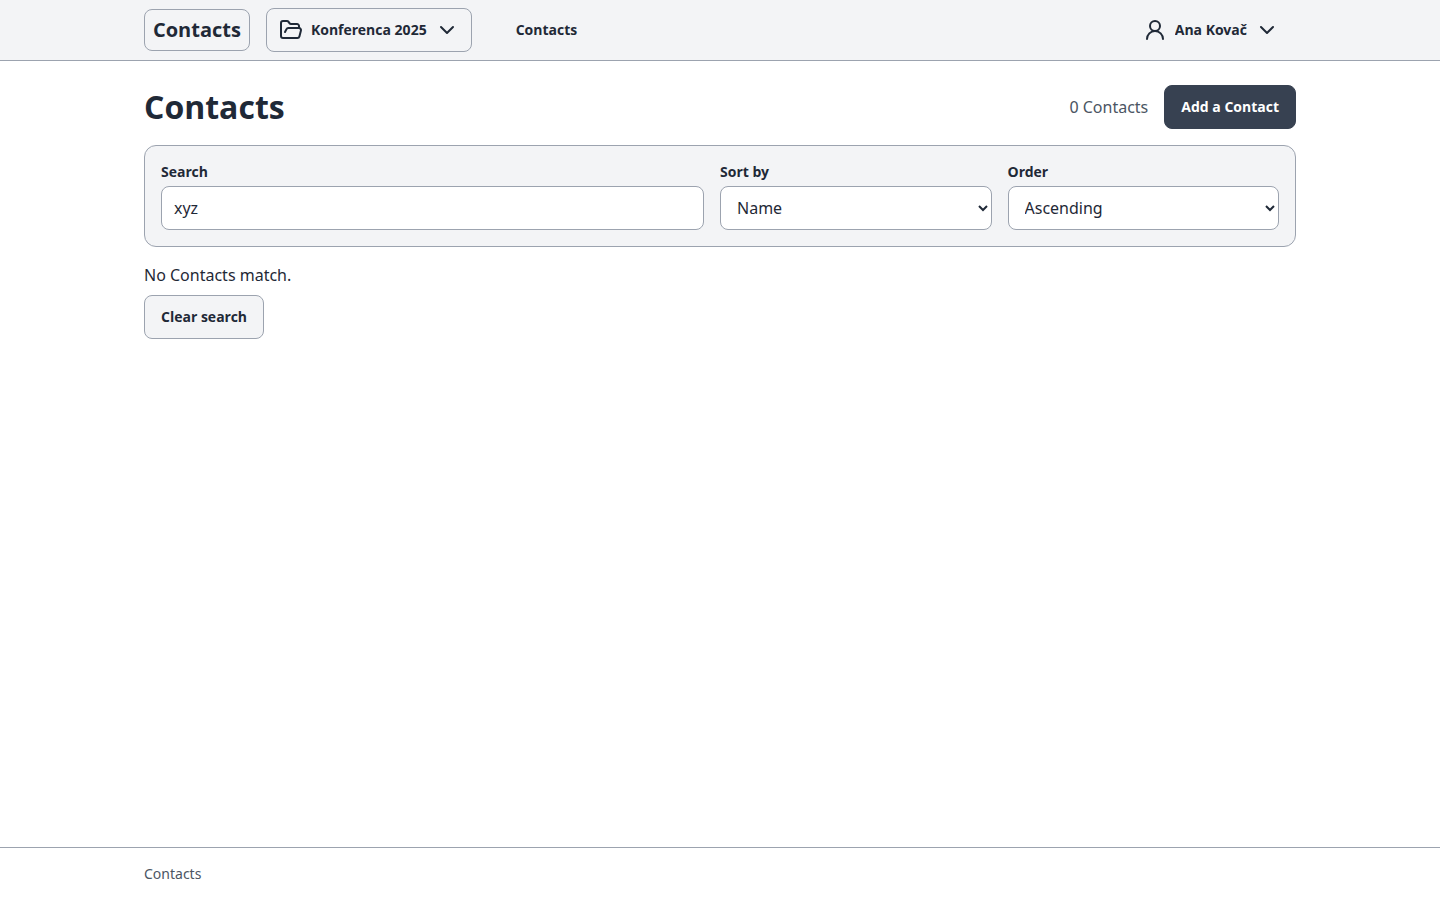 Contacts
Konferenca 2025
Contacts
Ana Kovač
Contacts
0 Contacts
Add a Contact
Search
Sort by
Order
xyz
Name
Ascending
No Contacts match.
Clear search
Contacts